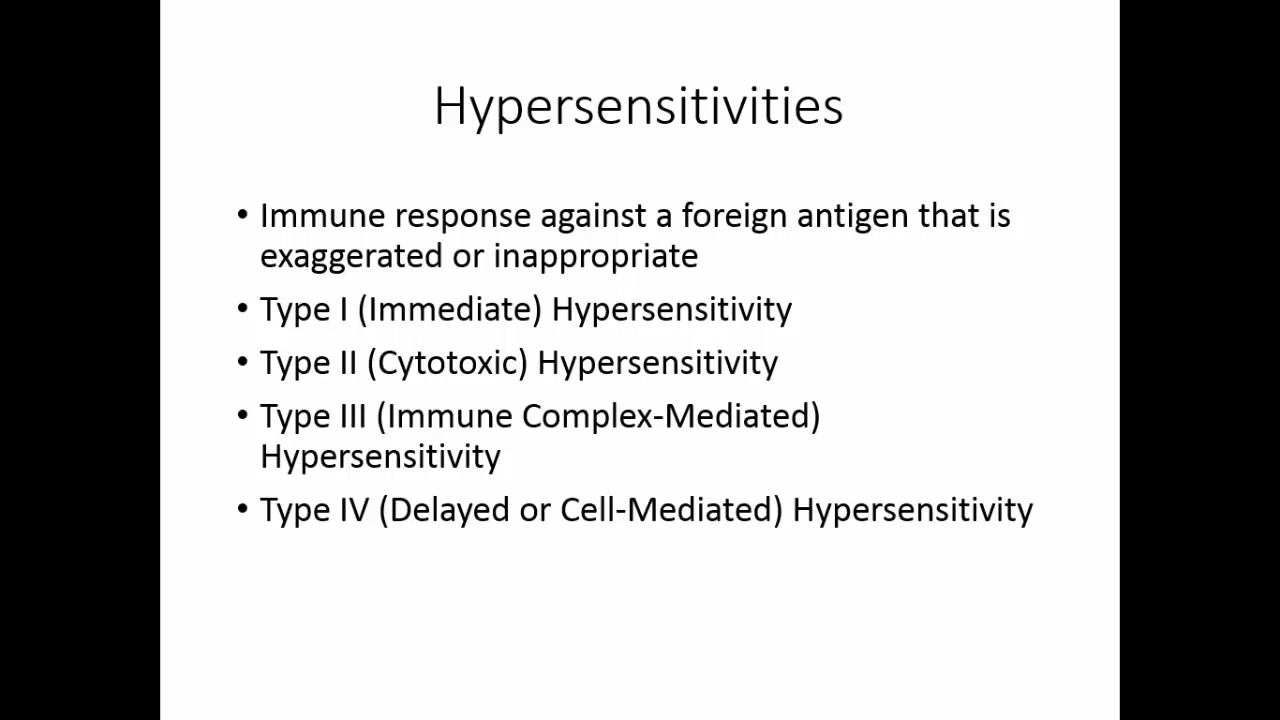 Hypersensitivities
• Immune response against a foreign antigen that is
exaggerated or inappropriate
• Type I (Immediate) Hypersensitivity
• Type II (Cytotoxic) Hypersensitivity
• Type III (Immune Complex-Mediated)
Hypersensitivity
• Type IV (Delayed or Cell-Mediated) Hypersensitivity